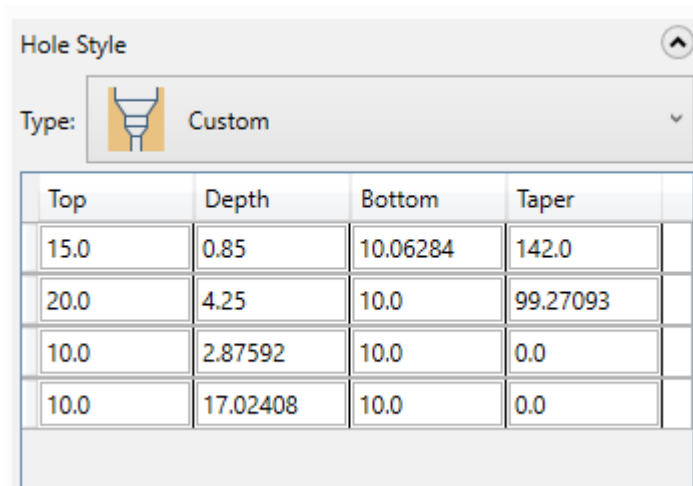 Hole Style
Type: Custom
Top Depth Bottom Taper
15.0 0.85 10.06284 142.0
20.0 4.25 10.0 99.27093
10.0 2.87592 10.0 0.0
10.0 17.02408 10.0 0.0